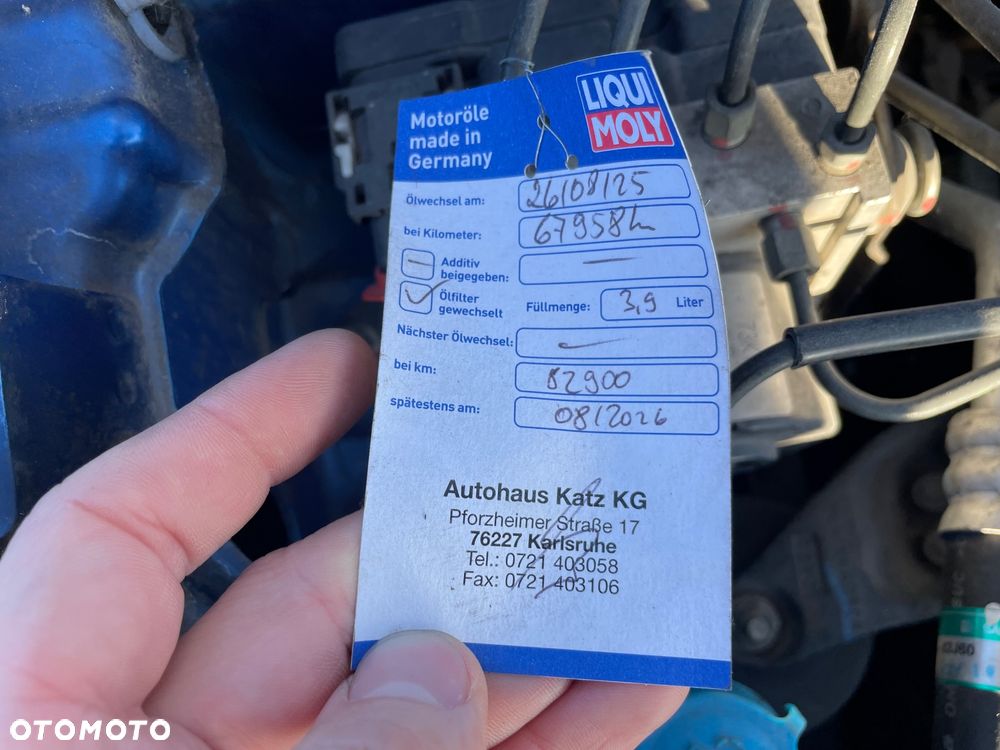 Motoröle
made in
Germany
LIQUI
MOLY
Ölwechsel am: 26/08/25
bei Kilometer: 67958km
Additiv
beigegeben: —
Ölfilter
gewechselt
Füllmenge: 3,9 Liter
Nächster Ölwechsel: —
bei km: 82900
spätestens am: 08/2026
Autohaus Katz KG
Pforzheimer Straße 17
76227 Karlsruhe
Tel.: 0721 403058
Fax: 0721 403106
OTOMOTO